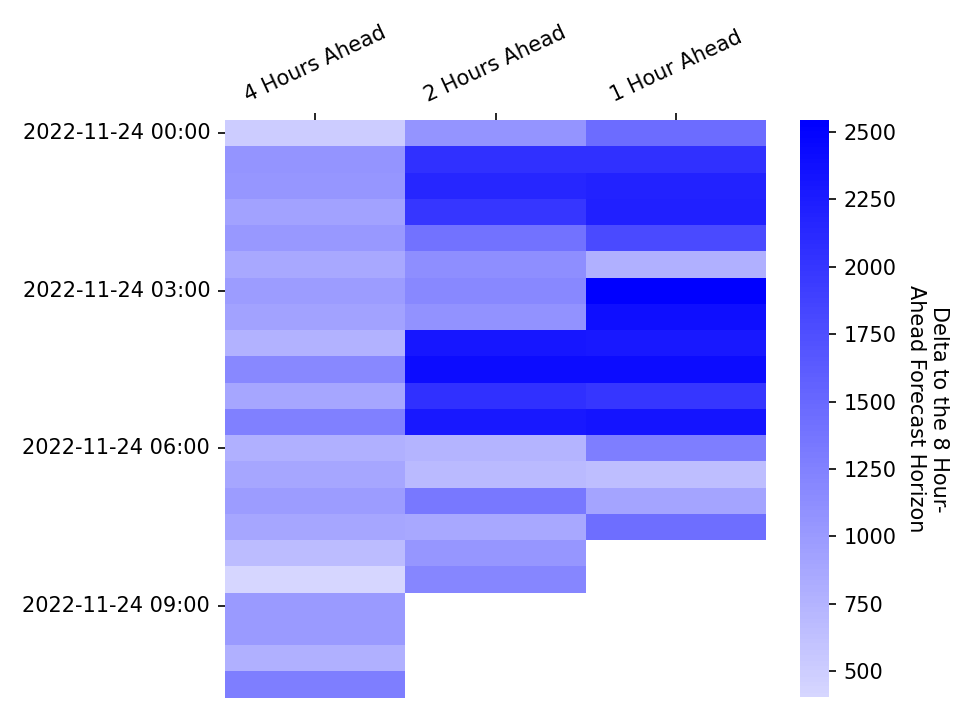 4 Hours Ahead
2 Hours Ahead
1 Hour Ahead
2022-11-24 00:00
2022-11-24 03:00
2022-11-24 06:00
2022-11-24 09:00
2500
2250
2000
1750
1500
1250
1000
750
500
Delta to the 8 Hour-
Ahead Forecast Horizon